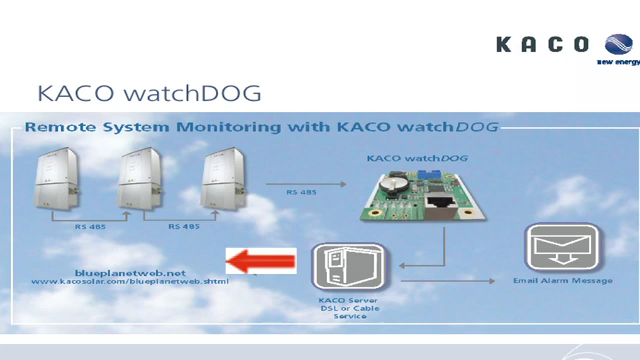 KACO
new energy
KACO watchDOG
Remote System Monitoring with KACO watchDOG
KACO watchDOG
RS 485
RS 485
RS 485
blueplanetweb.net
www.kacosolar.com/blueplanetweb.shtml
Email Alarm Message
KACO Server
DSL or Cable
Service